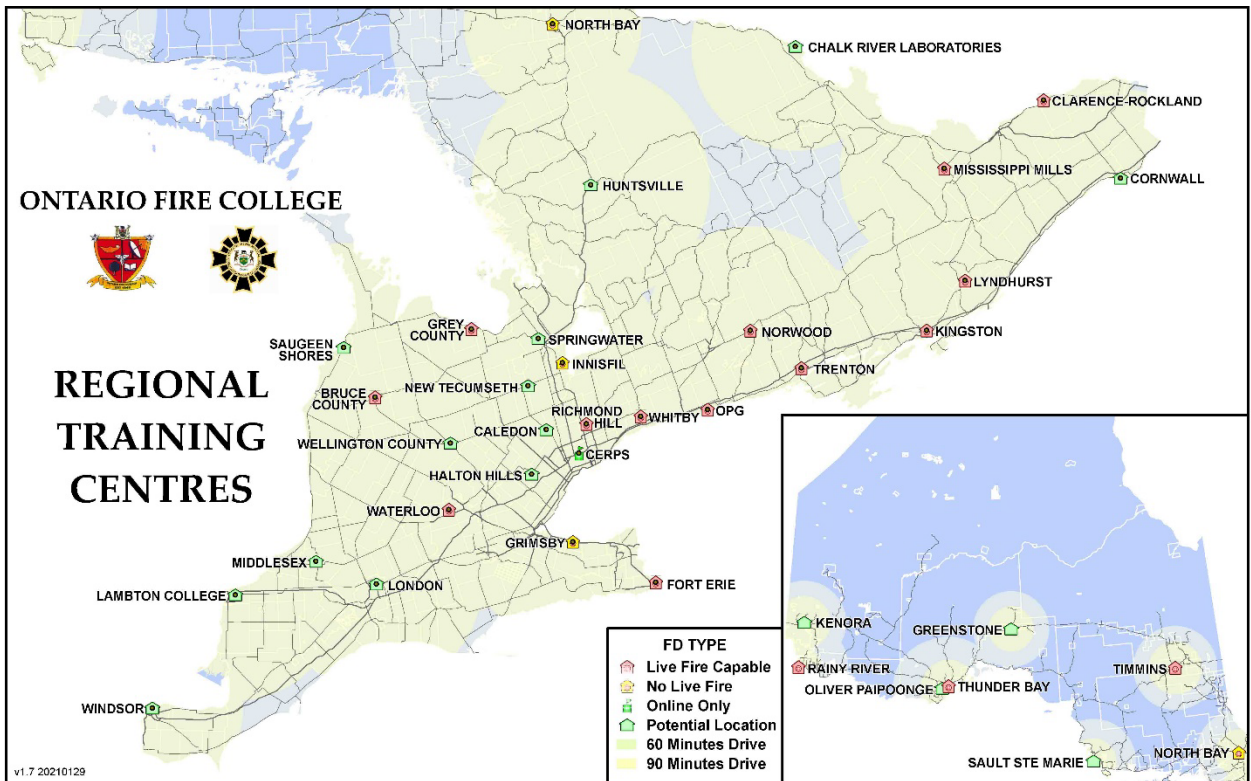 NORTH BAY
CHALK RIVER LABORATORIES
CLARENCE-ROCKLAND
MISSISSIPPI MILLS
CORNWALL
HUNTSVILLE
ONTARIO FIRE COLLEGE
LYNDHURST
GREY
COUNTY
SPRINGWATER
NORWOOD
KINGSTON
SAUGEEN
SHORES
INNISFIL
TRENTON
REGIONAL
TRAINING
CENTRES
NEW TECUMSETH
BRUCE
COUNTY
RICHMOND
HILL
WHITBY
OPG
CALEDON
WELLINGTON COUNTY
CERPS
HALTON HILLS
WATERLOO
GRIMSBY
MIDDLESEX
LONDON
FORT ERIE
LAMBTON COLLEGE
WINDSOR
v1.7 20210129
FD TYPE
Live Fire Capable
No Live Fire
Online Only
Potential Location
60 Minutes Drive
90 Minutes Drive
KENORA
GREENSTONE
RAINY RIVER
TIMMINS
OLIVER PAIPOONGE
THUNDER BAY
NORTH BAY
SAULT STE MARIE